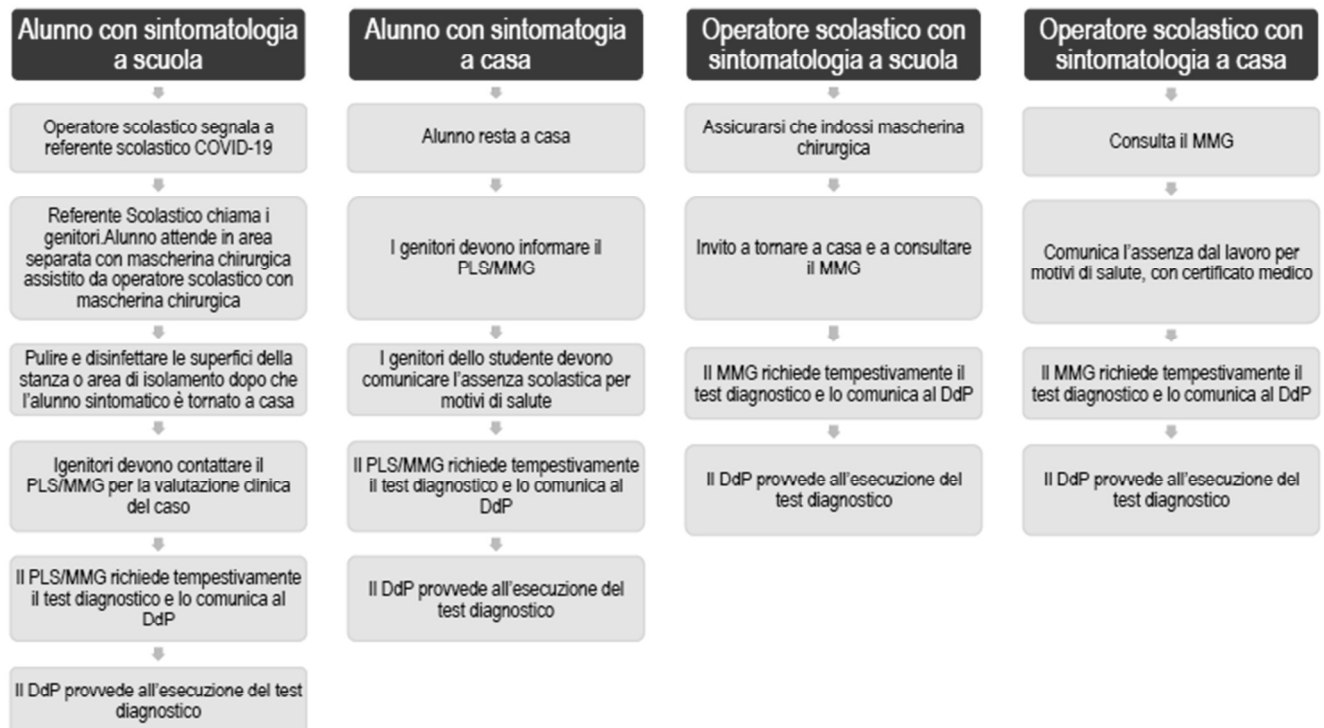 Alunno con sintomatologia
a scuola
Operatore scolastico segnala a
referente scolastico COVID-19
Referente Scolastico chiama i
genitori.Alunno attende in area
separata con mascherina chirurgica
assistito da operatore scolastico con
mascherina chirurgica
Pulire e disinfettare le superfici della
stanza o area di isolamento dopo che
l'alunno sintomatico è tornato a casa
Igenitori devono contattare il
PLS/MMG per la valutazione clinica
del caso
Il PLS/MMG richiede tempestivamente
il test diagnostico e lo comunica al
DdP
Il DdP provvede all'esecuzione del test
diagnostico
Alunno con sintomatogia
a casa
Alunno resta a casa
I genitori devono informare il
PLS/MMG
I genitori dello studente devono
comunicare l'assenza scolastica per
motivi di salute
Il PLS/MMG richiede tempestivamente
il test diagnostico e lo comunica al
DdP
Il DdP provvede all'esecuzione del
test diagnostico
Operatore scolastico con
sintomatologia a scuola
Assicurarsi che indossi mascherina
chirurgica
Invito a tornare a casa e a consultare
il MMG
Il MMG richiede tempestivamente il
test diagnostico e lo comunica al DdP
Il DdP provvede all'esecuzione del
test diagnostico
Operatore scolastico con
sintomatologia a casa
Consulta il MMG
Comunica l'assenza dal lavoro per
motivi di salute, con certificato medico
Il MMG richiede tempestivamente il
test diagnostico e lo comunica al DdP
Il DdP provvede all'esecuzione del
test diagnostico